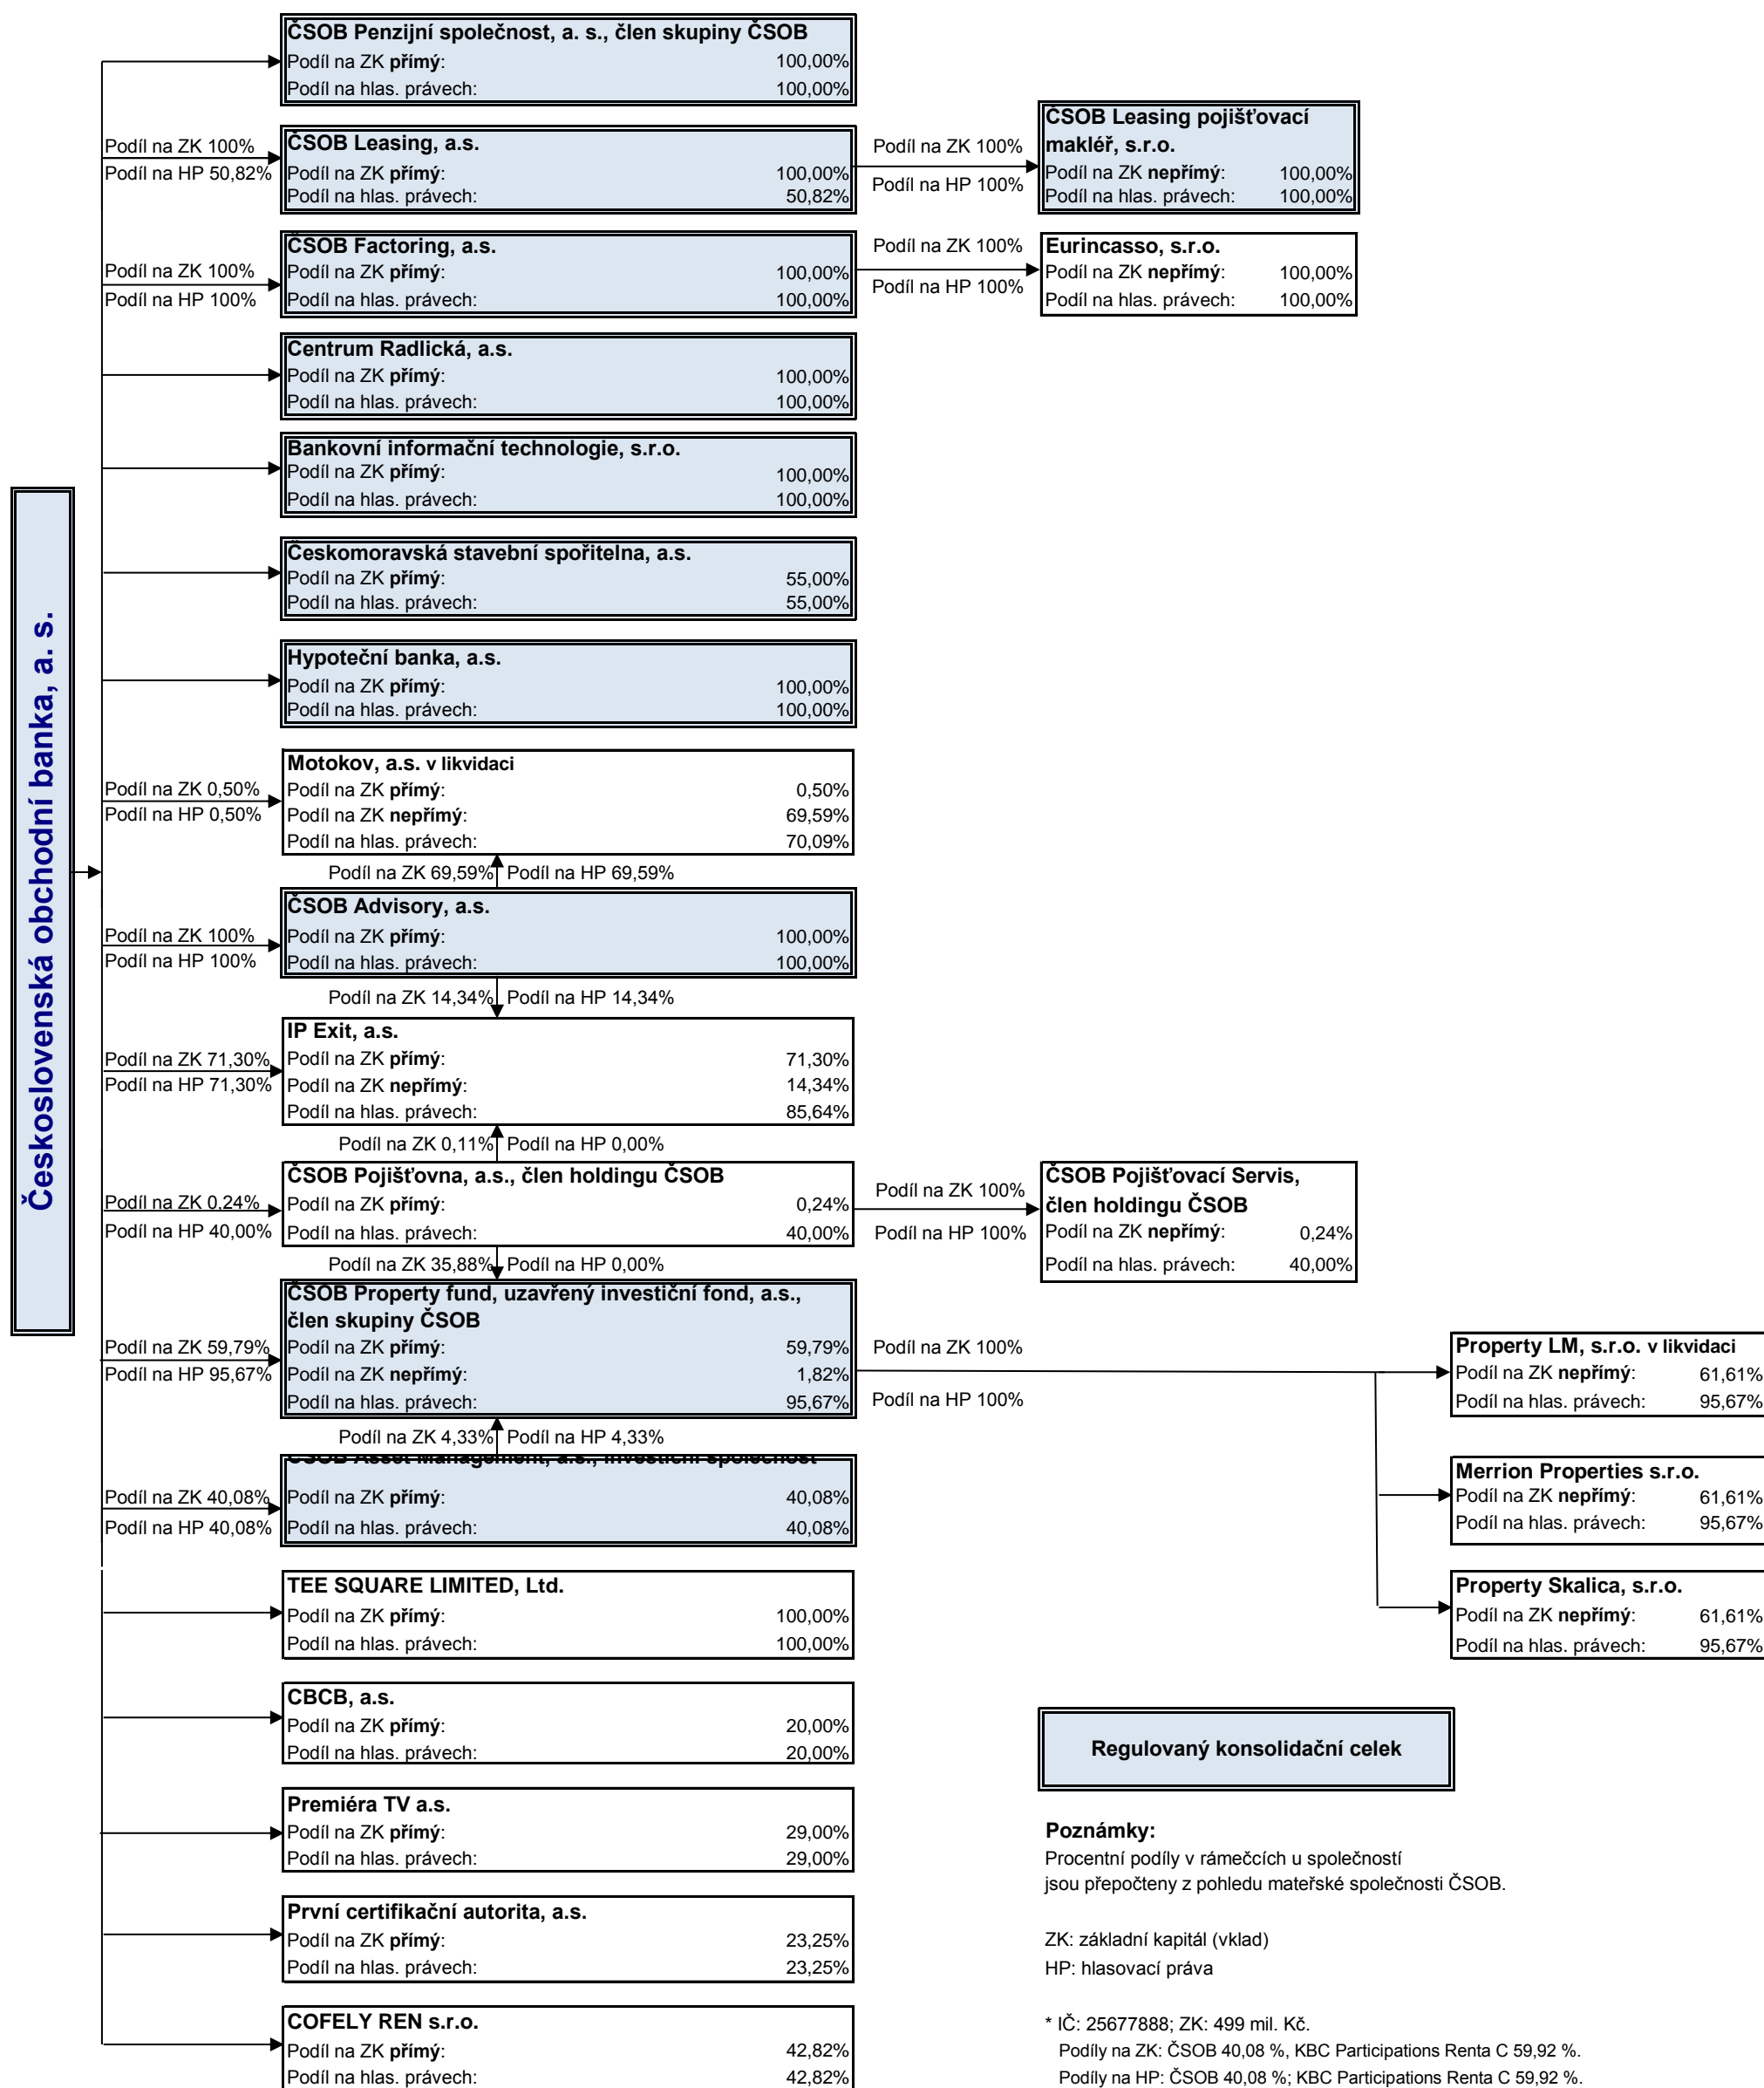 Československá obchodní banka, a. s.
ČSOB Penzijní společnost, a. s., člen skupiny ČSOB
Podíl na ZK přímý: 100,00%
Podíl na hlas. právech: 100,00%
Podíl na ZK 100%
Podíl na HP 50,82%
ČSOB Leasing, a.s.
Podíl na ZK přímý: 100,00%
Podíl na hlas. právech: 50,82%
Podíl na ZK 100%
Podíl na HP 100%
ČSOB Leasing pojišťovací
makléř, s.r.o.
Podíl na ZK nepřímý: 100,00%
Podíl na hlas. právech: 100,00%
Podíl na ZK 100%
Podíl na HP 100%
ČSOB Factoring, a.s.
Podíl na ZK přímý: 100,00%
Podíl na hlas. právech: 100,00%
Podíl na ZK 100%
Podíl na HP 100%
Eurincasso, s.r.o.
Podíl na ZK nepřímý: 100,00%
Podíl na hlas. právech: 100,00%
Centrum Radlická, a.s.
Podíl na ZK přímý: 100,00%
Podíl na hlas. právech: 100,00%
Bankovní informační technologie, s.r.o.
Podíl na ZK přímý: 100,00%
Podíl na hlas. právech: 100,00%
Českomoravská stavební spořitelna, a.s.
Podíl na ZK přímý: 55,00%
Podíl na hlas. právech: 55,00%
Hypoteční banka, a.s.
Podíl na ZK přímý: 100,00%
Podíl na hlas. právech: 100,00%
Podíl na ZK 0,50%
Podíl na HP 0,50%
Motokov, a.s. v likvidaci
Podíl na ZK přímý: 0,50%
Podíl na ZK nepřímý: 69,59%
Podíl na hlas. právech: 70,09%
Podíl na ZK 69,59% Podíl na HP 69,59%
Podíl na ZK 100%
Podíl na HP 100%
ČSOB Advisory, a.s.
Podíl na ZK přímý: 100,00%
Podíl na hlas. právech: 100,00%
Podíl na ZK 14,34% Podíl na HP 14,34%
Podíl na ZK 71,30%
Podíl na HP 71,30%
IP Exit, a.s.
Podíl na ZK přímý: 71,30%
Podíl na ZK nepřímý: 14,34%
Podíl na hlas. právech: 85,64%
Podíl na ZK 0,11% Podíl na HP 0,00%
Podíl na ZK 0,24%
Podíl na HP 40,00%
ČSOB Pojišťovna, a.s., člen holdingu ČSOB
Podíl na ZK přímý: 0,24%
Podíl na hlas. právech: 40,00%
Podíl na ZK 100%
Podíl na HP 100%
ČSOB Pojišťovací Servis,
člen holdingu ČSOB
Podíl na ZK nepřímý: 0,24%
Podíl na hlas. právech: 40,00%
Podíl na ZK 35,88% Podíl na HP 0,00%
Podíl na ZK 59,79%
Podíl na HP 95,67%
ČSOB Property fund, uzavřený investiční fond, a.s.,
člen skupiny ČSOB
Podíl na ZK přímý: 59,79%
Podíl na ZK nepřímý: 1,82%
Podíl na hlas. právech: 95,67%
Podíl na ZK 100%
Podíl na HP 100%
Property LM, s.r.o. v likvidaci
Podíl na ZK nepřímý: 61,61%
Podíl na hlas. právech: 95,67%
Podíl na ZK 4,33% Podíl na HP 4,33%
Podíl na ZK 40,08%
Podíl na HP 40,08%
ČSOB Asset Management, a.s., investiční společnost
Podíl na ZK přímý: 40,08%
Podíl na hlas. právech: 40,08%
Merrion Properties s.r.o.
Podíl na ZK nepřímý: 61,61%
Podíl na hlas. právech: 95,67%
TEE SQUARE LIMITED, Ltd.
Podíl na ZK přímý: 100,00%
Podíl na hlas. právech: 100,00%
Property Skalica, s.r.o.
Podíl na ZK nepřímý: 61,61%
Podíl na hlas. právech: 95,67%
CBCB, a.s.
Podíl na ZK přímý: 20,00%
Podíl na hlas. právech: 20,00%
Premiéra TV a.s.
Podíl na ZK přímý: 29,00%
Podíl na hlas. právech: 29,00%
První certifikační autorita, a.s.
Podíl na ZK přímý: 23,25%
Podíl na hlas. právech: 23,25%
COFELY REN s.r.o.
Podíl na ZK přímý: 42,82%
Podíl na hlas. právech: 42,82%
Regulovaný konsolidační celek
Poznámky:
Procentní podíly v rámečcích u společností
jsou přepočteny z pohledu mateřské společnosti ČSOB.
ZK: základní kapitál (vklad)
HP: hlasovací práva
* IČ: 25677888; ZK: 499 mil. Kč.
Podíly na ZK: ČSOB 40,08 %, KBC Participations Renta C 59,92 %.
Podíly na HP: ČSOB 40,08 %; KBC Participations Renta C 59,92 %.